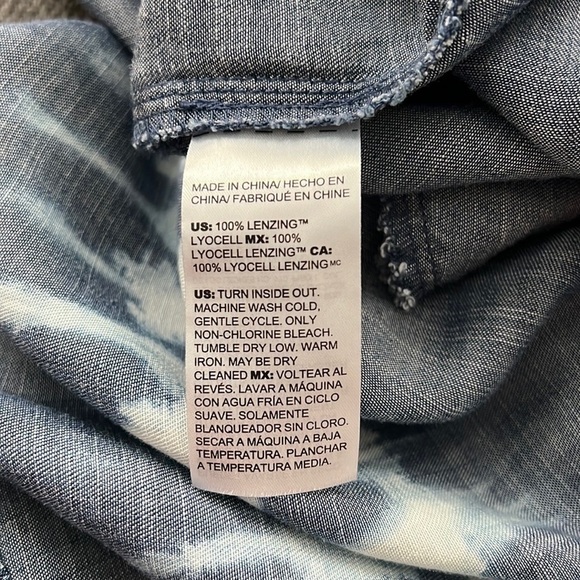 MADE IN CHINA/ HECHO EN
CHINA/ FABRIQUÉ EN CHINE
US: 100% LENZING™
LYOCELL MX: 100%
LYOCELL LENZING™ CA:
100% LYOCELL LENZING MC
US: TURN INSIDE OUT.
MACHINE WASH COLD,
GENTLE CYCLE. ONLY
NON-CHLORINE BLEACH.
TUMBLE DRY LOW. WARM
IRON. MAY BE DRY
CLEANED MX: VOLTEAR AL
REVÉS. LAVAR A MÁQUINA
CON AGUA FRÍA EN CICLO
SUAVE. SOLAMENTE
BLANQUEADOR SIN CLORO.
SECAR A MÁQUINA A BAJA
TEMPERATURA. PLANCHAR
A TEMPERATURA MEDIA.